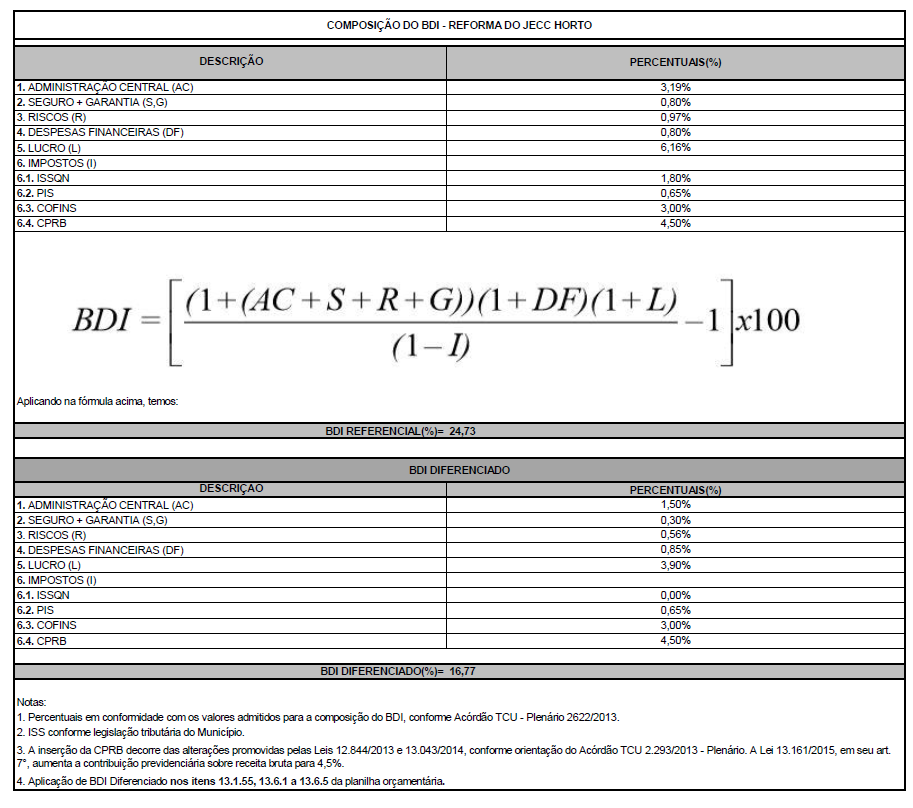 COMPOSIÇÃO DO BDI - REFORMA DO JECC HORTO
DESCRIÇÃO PERCENTUAIS(%)
1. ADMINISTRAÇÃO CENTRAL (AC) 3,19%
2. SEGURO + GARANTIA (S,G) 0,80%
3. RISCOS (R) 0,97%
4. DESPESAS FINANCEIRAS (DF) 0,80%
5. LUCRO (L) 6,16%
6. IMPOSTOS (I)
6.1. ISSQN 1,80%
6.2. PIS 0,65%
6.3. COFINS 3,00%
6.4. CPRB 4,50%
BDI = [ (1+(AC+S+R+G))(1+DF)(1+L) / (1-I) -1 ] x100
Aplicando na fórmula acima, temos:
BDI REFERENCIAL(%)= 24,73
BDI DIFERENCIADO
DESCRIÇÃO PERCENTUAIS(%)
1. ADMINISTRAÇÃO CENTRAL (AC) 1,50%
2. SEGURO + GARANTIA (S,G) 0,30%
3. RISCOS (R) 0,56%
4. DESPESAS FINANCEIRAS (DF) 0,85%
5. LUCRO (L) 3,90%
6. IMPOSTOS (I)
6.1. ISSQN 0,00%
6.2. PIS 0,65%
6.3. COFINS 3,00%
6.4. CPRB 4,50%
BDI DIFERENCIADO(%)= 16,77
Notas:
1. Percentuais em conformidade com os valores admitidos para a composição do BDI, conforme Acórdão TCU - Plenário 2622/2013.
2. ISS conforme legislação tributária do Município.
3. A inserção da CPRB decorre das alterações promovidas pelas Leis 12.844/2013 e 13.043/2014, conforme orientação do Acórdão TCU 2.293/2013 - Plenário. A Lei 13.161/2015, em seu art.
7°, aumenta a contribuição previdenciária sobre receita bruta para 4,5%.
4. Aplicação de BDI Diferenciado nos itens 13.1.55, 13.6.1 a 13.6.5 da planilha orçamentária.